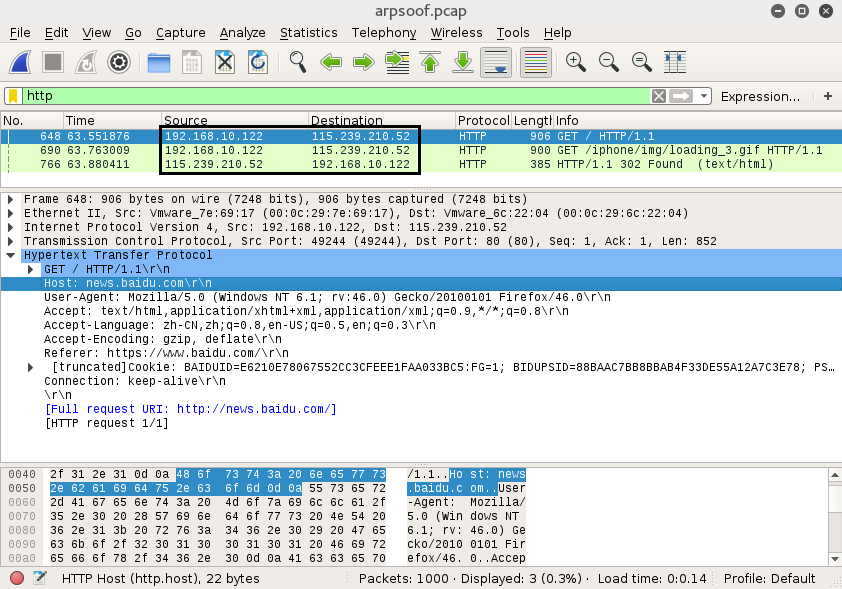 arpsoof.pcap
File Edit View Go Capture Analyze Statistics Telephony Wireless Tools Help
http Expression... +
No. Time Source Destination Protocol Lengtl Info
648 63.551876 192.168.10.122 115.239.210.52 HTTP 906 GET / HTTP/1.1
690 63.763009 192.168.10.122 115.239.210.52 HTTP 900 GET /iphone/img/loading_3.gif HTTP/1.1
766 63.880411 115.239.210.52 192.168.10.122 HTTP 385 HTTP/1.1 302 Found (text/html)
Frame 648: 906 bytes on wire (7248 bits), 906 bytes captured (7248 bits)
Ethernet II, Src: Vmware_7e:69:17 (00:0c:29:7e:69:17), Dst: Vmware_6c:22:04 (00:0c:29:6c:22:04)
Internet Protocol Version 4, Src: 192.168.10.122, Dst: 115.239.210.52
Transmission Control Protocol, Src Port: 49244 (49244), Dst Port: 80 (80), Seq: 1, Ack: 1, Len: 852
Hypertext Transfer Protocol
GET / HTTP/1.1\r\n
Host: news.baidu.com\r\n
User-Agent: Mozilla/5.0 (Windows NT 6.1; rv:46.0) Gecko/20100101 Firefox/46.0\r\n
Accept: text/html,application/xhtml+xml,application/xml;q=0.9,*/*;q=0.8\r\n
Accept-Language: zh-CN,zh;q=0.8,en-US;q=0.5,en;q=0.3\r\n
Accept-Encoding: gzip, deflate\r\n
Referer: https://www.baidu.com/\r\n
[truncated]Cookie: BAIDUID=E6210E78067552CC3CFEEE1FAA033BC5:FG=1; BIDUPSID=88BAAC7BB8BBAB4F33DE55A12A7C3E78; PS…
Connection: keep-alive\r\n
\r\n
[Full request URI: http://news.baidu.com/]
[HTTP request 1/1]
0040 2f 31 2e 31 0d 0a 48 6f 73 74 3a 20 6e 65 77 73 /1.1..Ho st: news
0050 2e 62 61 69 64 75 2e 63 6f 6d 0d 0a 55 73 65 72 .baidu.c om..User
0060 2d 41 67 65 6e 74 3a 20 4d 6f 7a 69 6c 6c 61 2f -Agent: Mozilla/
0070 35 2e 30 20 28 57 69 6e 64 6f 77 73 20 4e 54 20 5.0 (Win dows NT
0080 36 2e 31 3b 20 72 76 3a 34 36 2e 30 29 20 47 65 6.1; rv: 46.0) Ge
0090 63 6b 6f 2f 32 30 31 30 30 31 30 31 20 46 69 72 cko/2010 0101 Fir
00a0 65 66 6f 78 2f 34 36 2e 30 0d 0a 41 63 63 65 70 efox/46. 0..Accep
HTTP Host (http.host), 22 bytes Packets: 1000 · Displayed: 3 (0.3%) · Load time: 0:0.14 Profile: Default